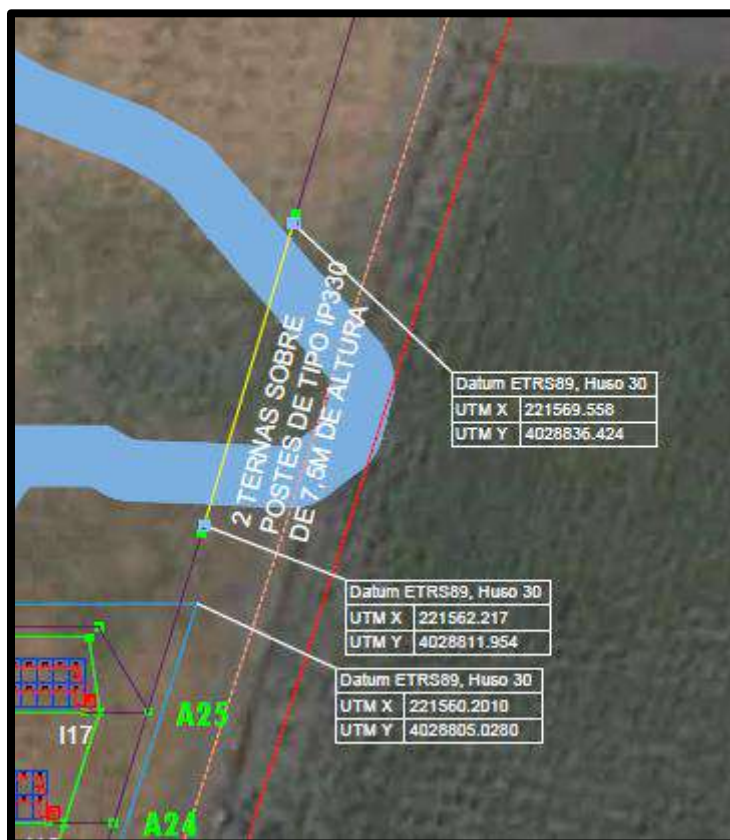 2 TERNAS SOBRE
POSTES DE TIPO IP330
DE 7,5M DE ALTURA
Datum ETRS89, Huso 30
UTM X 221569.558
UTM Y 4028836.424
Datum ETRS89, Huso 30
UTM X 221562.217
UTM Y 4028811.954
Datum ETRS89, Huso 30
UTM X 221560.2010
UTM Y 4028805.0280
A25
I17
A24